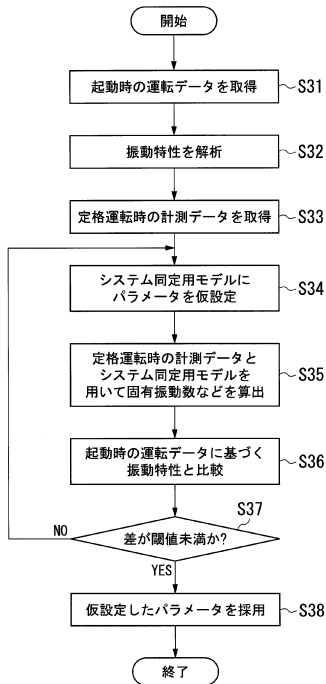 開始
起動時の運転データを取得
S31
振動特性を解析
S32
定格運転時の計測データを取得
S33
システム同定用モデルに
パラメータを仮設定
S34
定格運転時の計測データと
システム同定用モデルを
用いて固有振動数などを算出
S35
起動時の運転データに基づく
振動特性と比較
S36
S37
差が閾値未満か?
NO
YES
仮設定したパラメータを採用
S38
終了